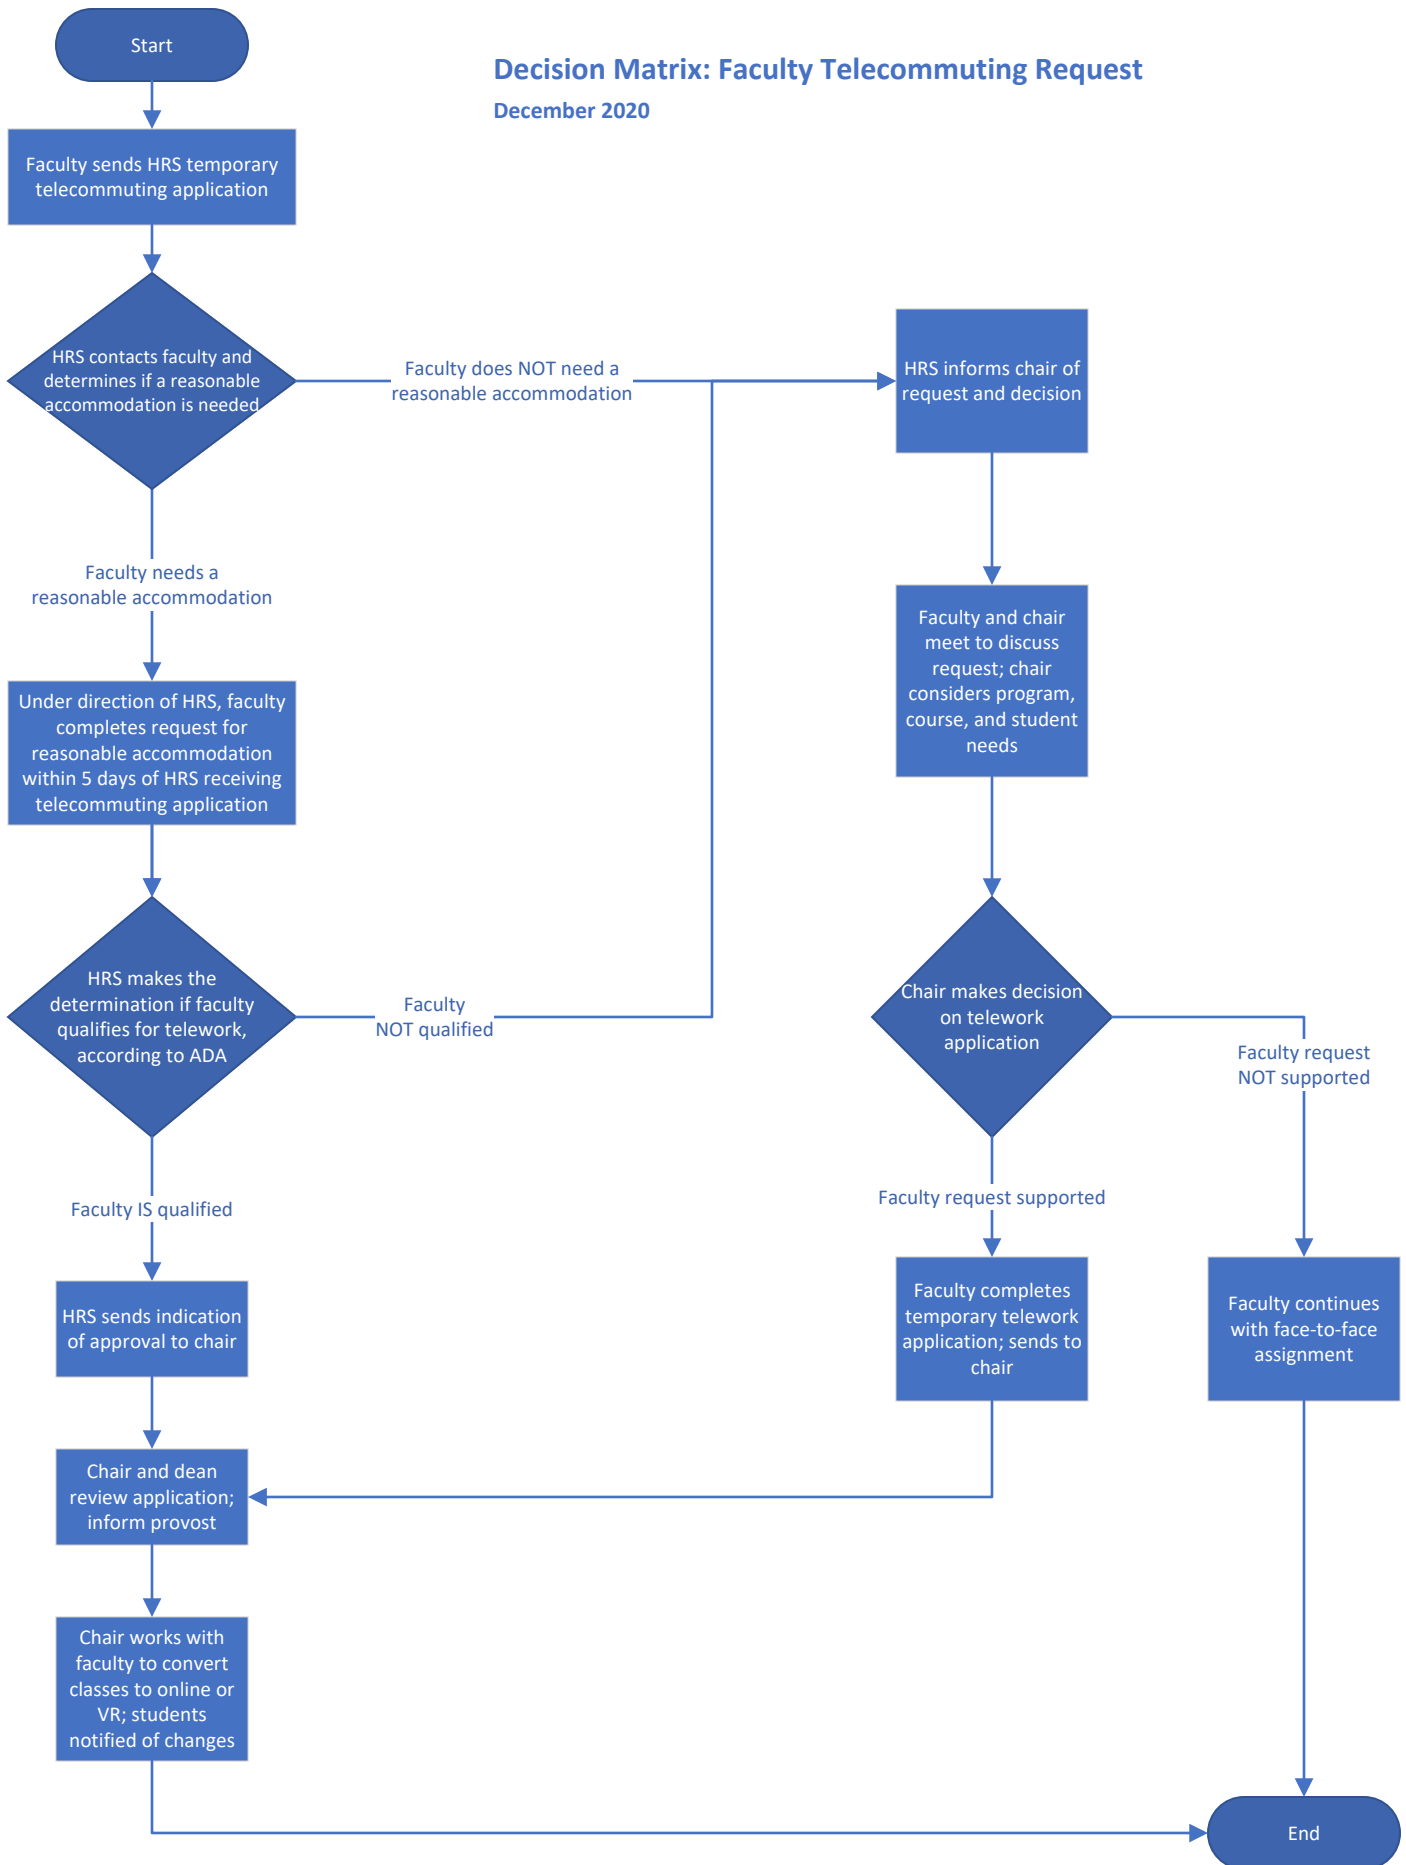 Start
Decision Matrix: Faculty Telecommuting Request
December 2020
Faculty sends HRS temporary
telecommuting application
HRS contacts faculty and
determines if a reasonable
accommodation is needed
Faculty does NOT need a
reasonable accommodation
HRS informs chair of
request and decision
Faculty needs a
reasonable accommodation
Faculty and chair
meet to discuss
request; chair
considers program,
course, and student
needs
Under direction of HRS, faculty
completes request for
reasonable accommodation
within 5 days of HRS receiving
telecommuting application
HRS makes the
determination if faculty
qualifies for telework,
according to ADA
Faculty
NOT qualified
Chair makes decision
on telework
application
Faculty request
NOT supported
Faculty IS qualified
Faculty request supported
HRS sends indication
of approval to chair
Faculty completes
temporary telework
application; sends to
chair
Faculty continues
with face-to-face
assignment
Chair and dean
review application;
inform provost
Chair works with
faculty to convert
classes to online or
VR; students
notified of changes
End